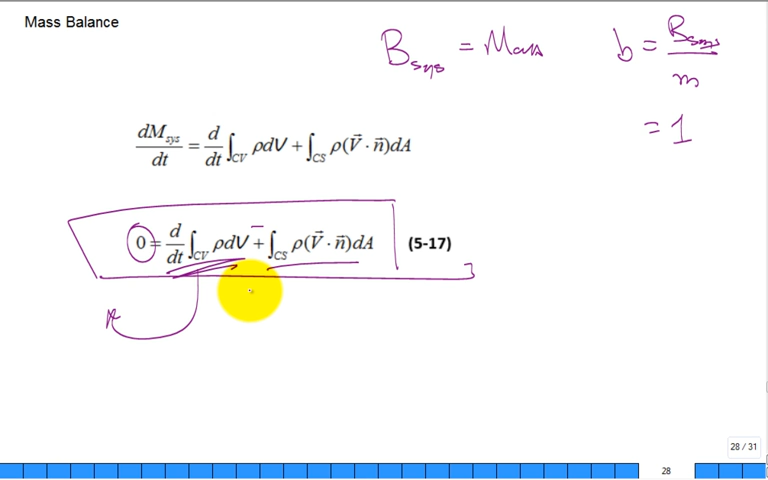 Mass Balance
B_sys = Mass
b = B_sys / m
= 1
dM_sys/dt = d/dt ∫_CV ρdV + ∫_CS ρ(V⃗ · n⃗)dA
0 = d/dt ∫_CV ρdV + ∫_CS ρ(V⃗ · n⃗)dA (5-17)
28 / 31
28